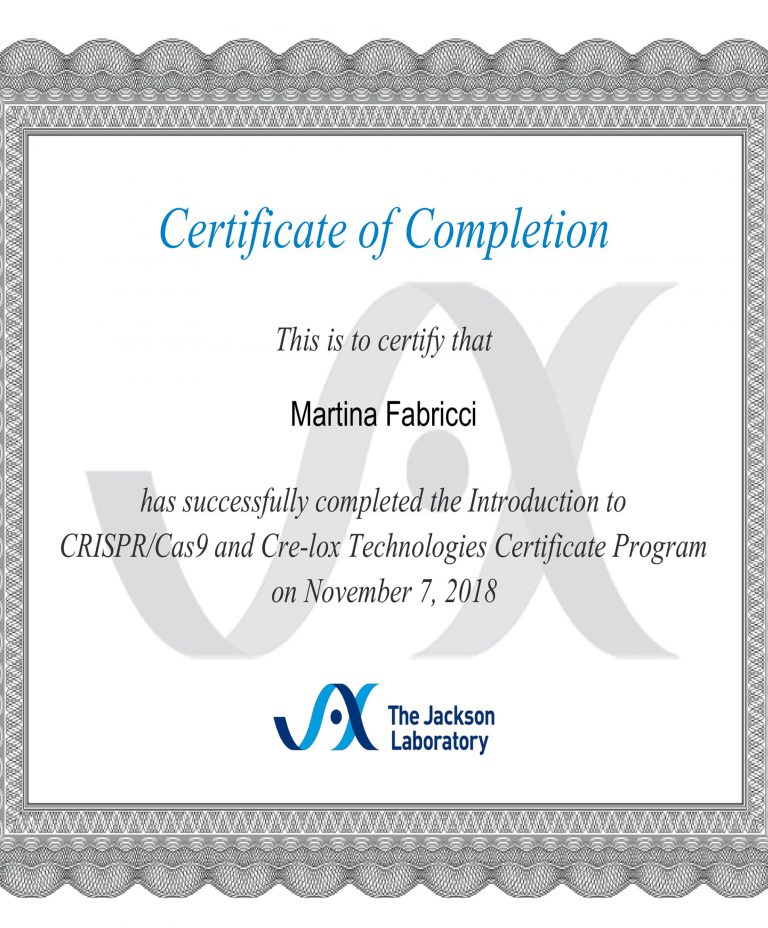 Certificate of Completion
This is to certify that
Martina Fabricci
has successfully completed the Introduction to
CRISPR/Cas9 and Cre-lox Technologies Certificate Program
on November 7, 2018
The Jackson
Laboratory